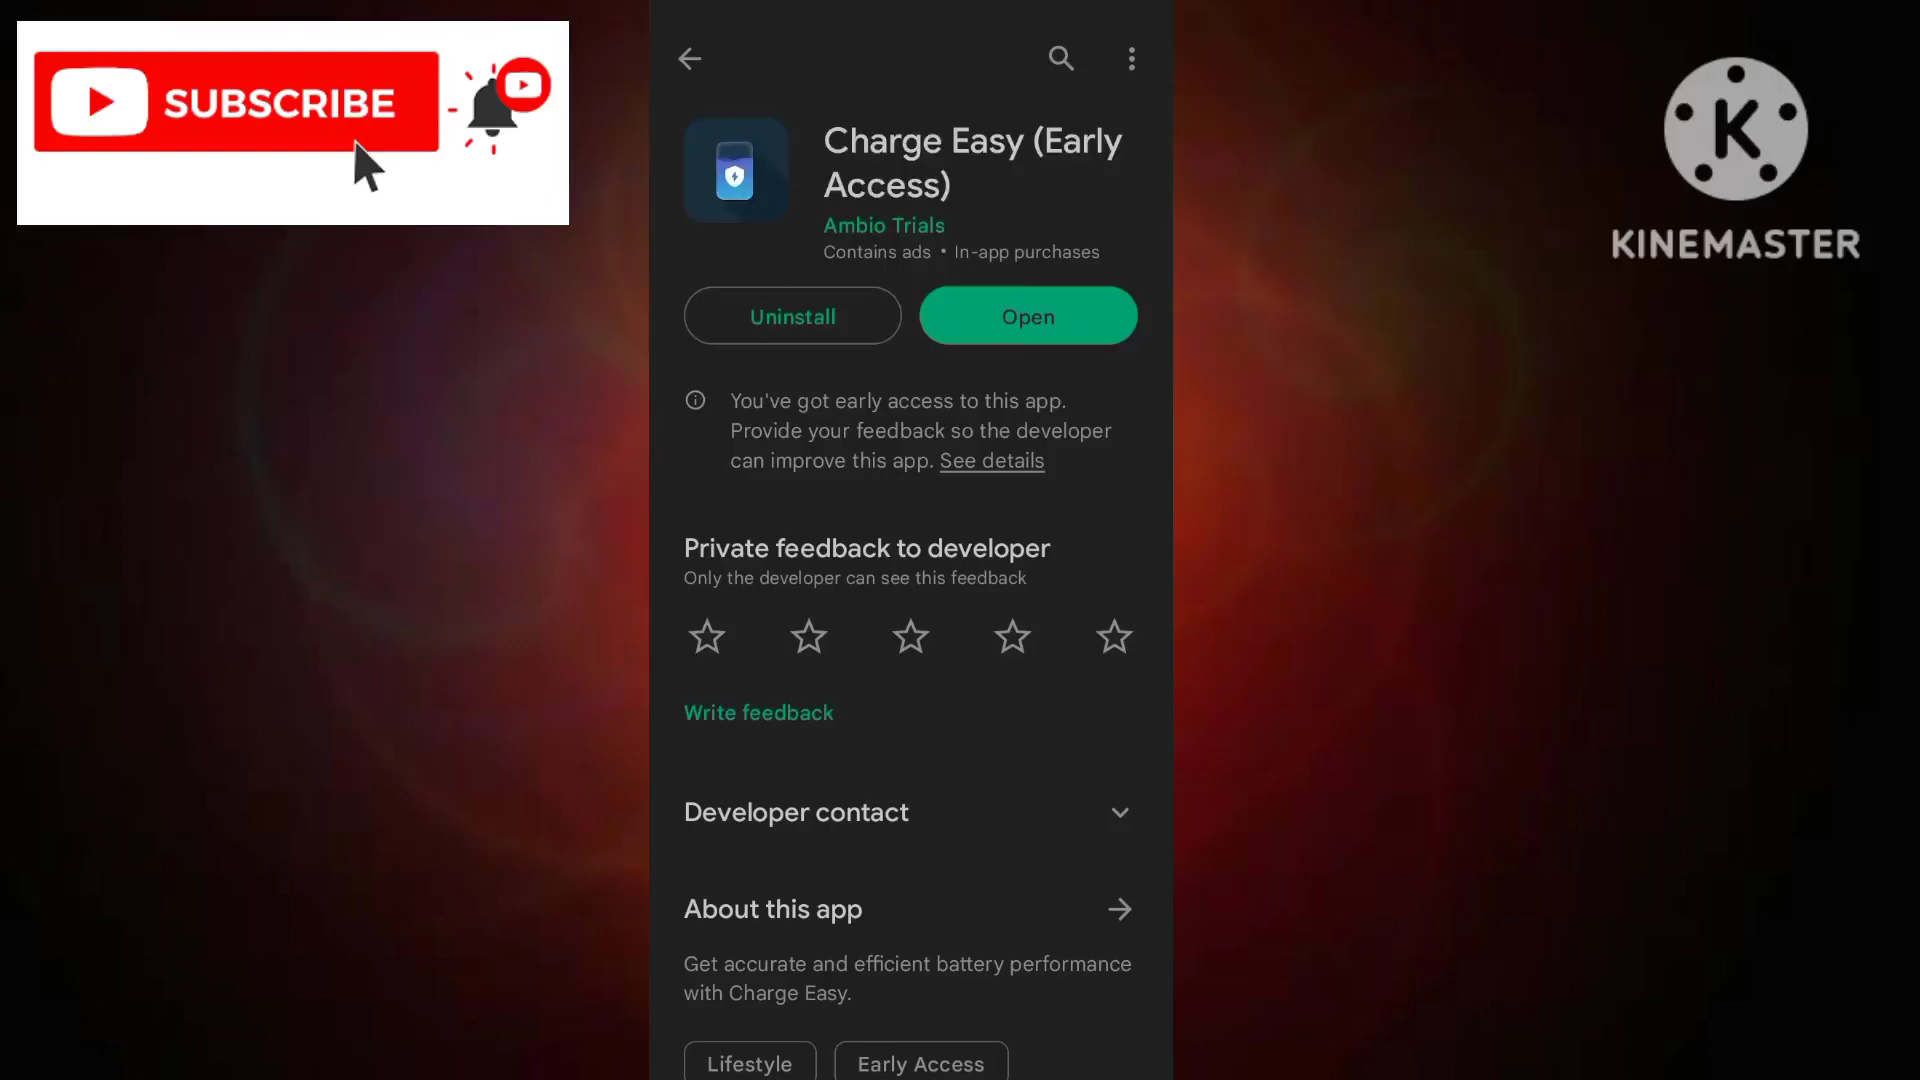 SUBSCRIBE
KINEMASTER
Charge Easy (Early
Access)
Ambio Trials
Contains ads • In-app purchases
Uninstall
Open
You've got early access to this app.
Provide your feedback so the developer
can improve this app. See details
Private feedback to developer
Only the developer can see this feedback
Write feedback
Developer contact
About this app
Get accurate and efficient battery performance
with Charge Easy.
Lifestyle
Early Access